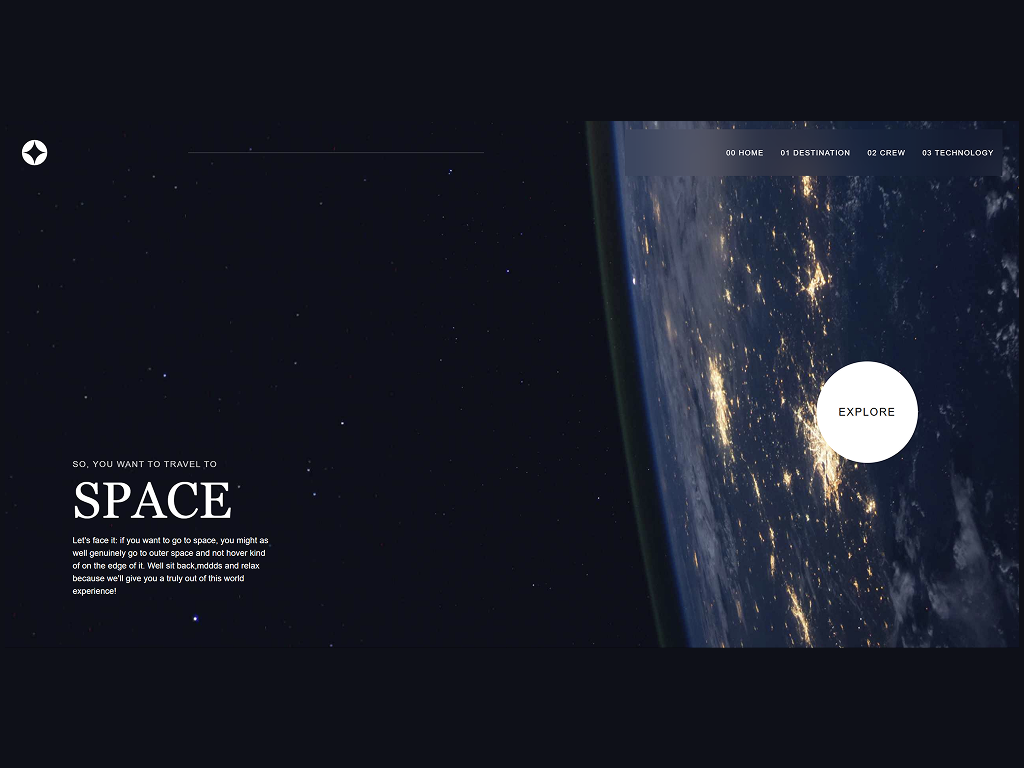 00 HOME 01 DESTINATION 02 CREW 03 TECHNOLOGY
EXPLORE
SO, YOU WANT TO TRAVEL TO
SPACE
Let's face it: if you want to go to space, you might as
well genuinely go to outer space and not hover kind
of on the edge of it. Well sit back,mddds and relax
because we'll give you a truly out of this world
experience!